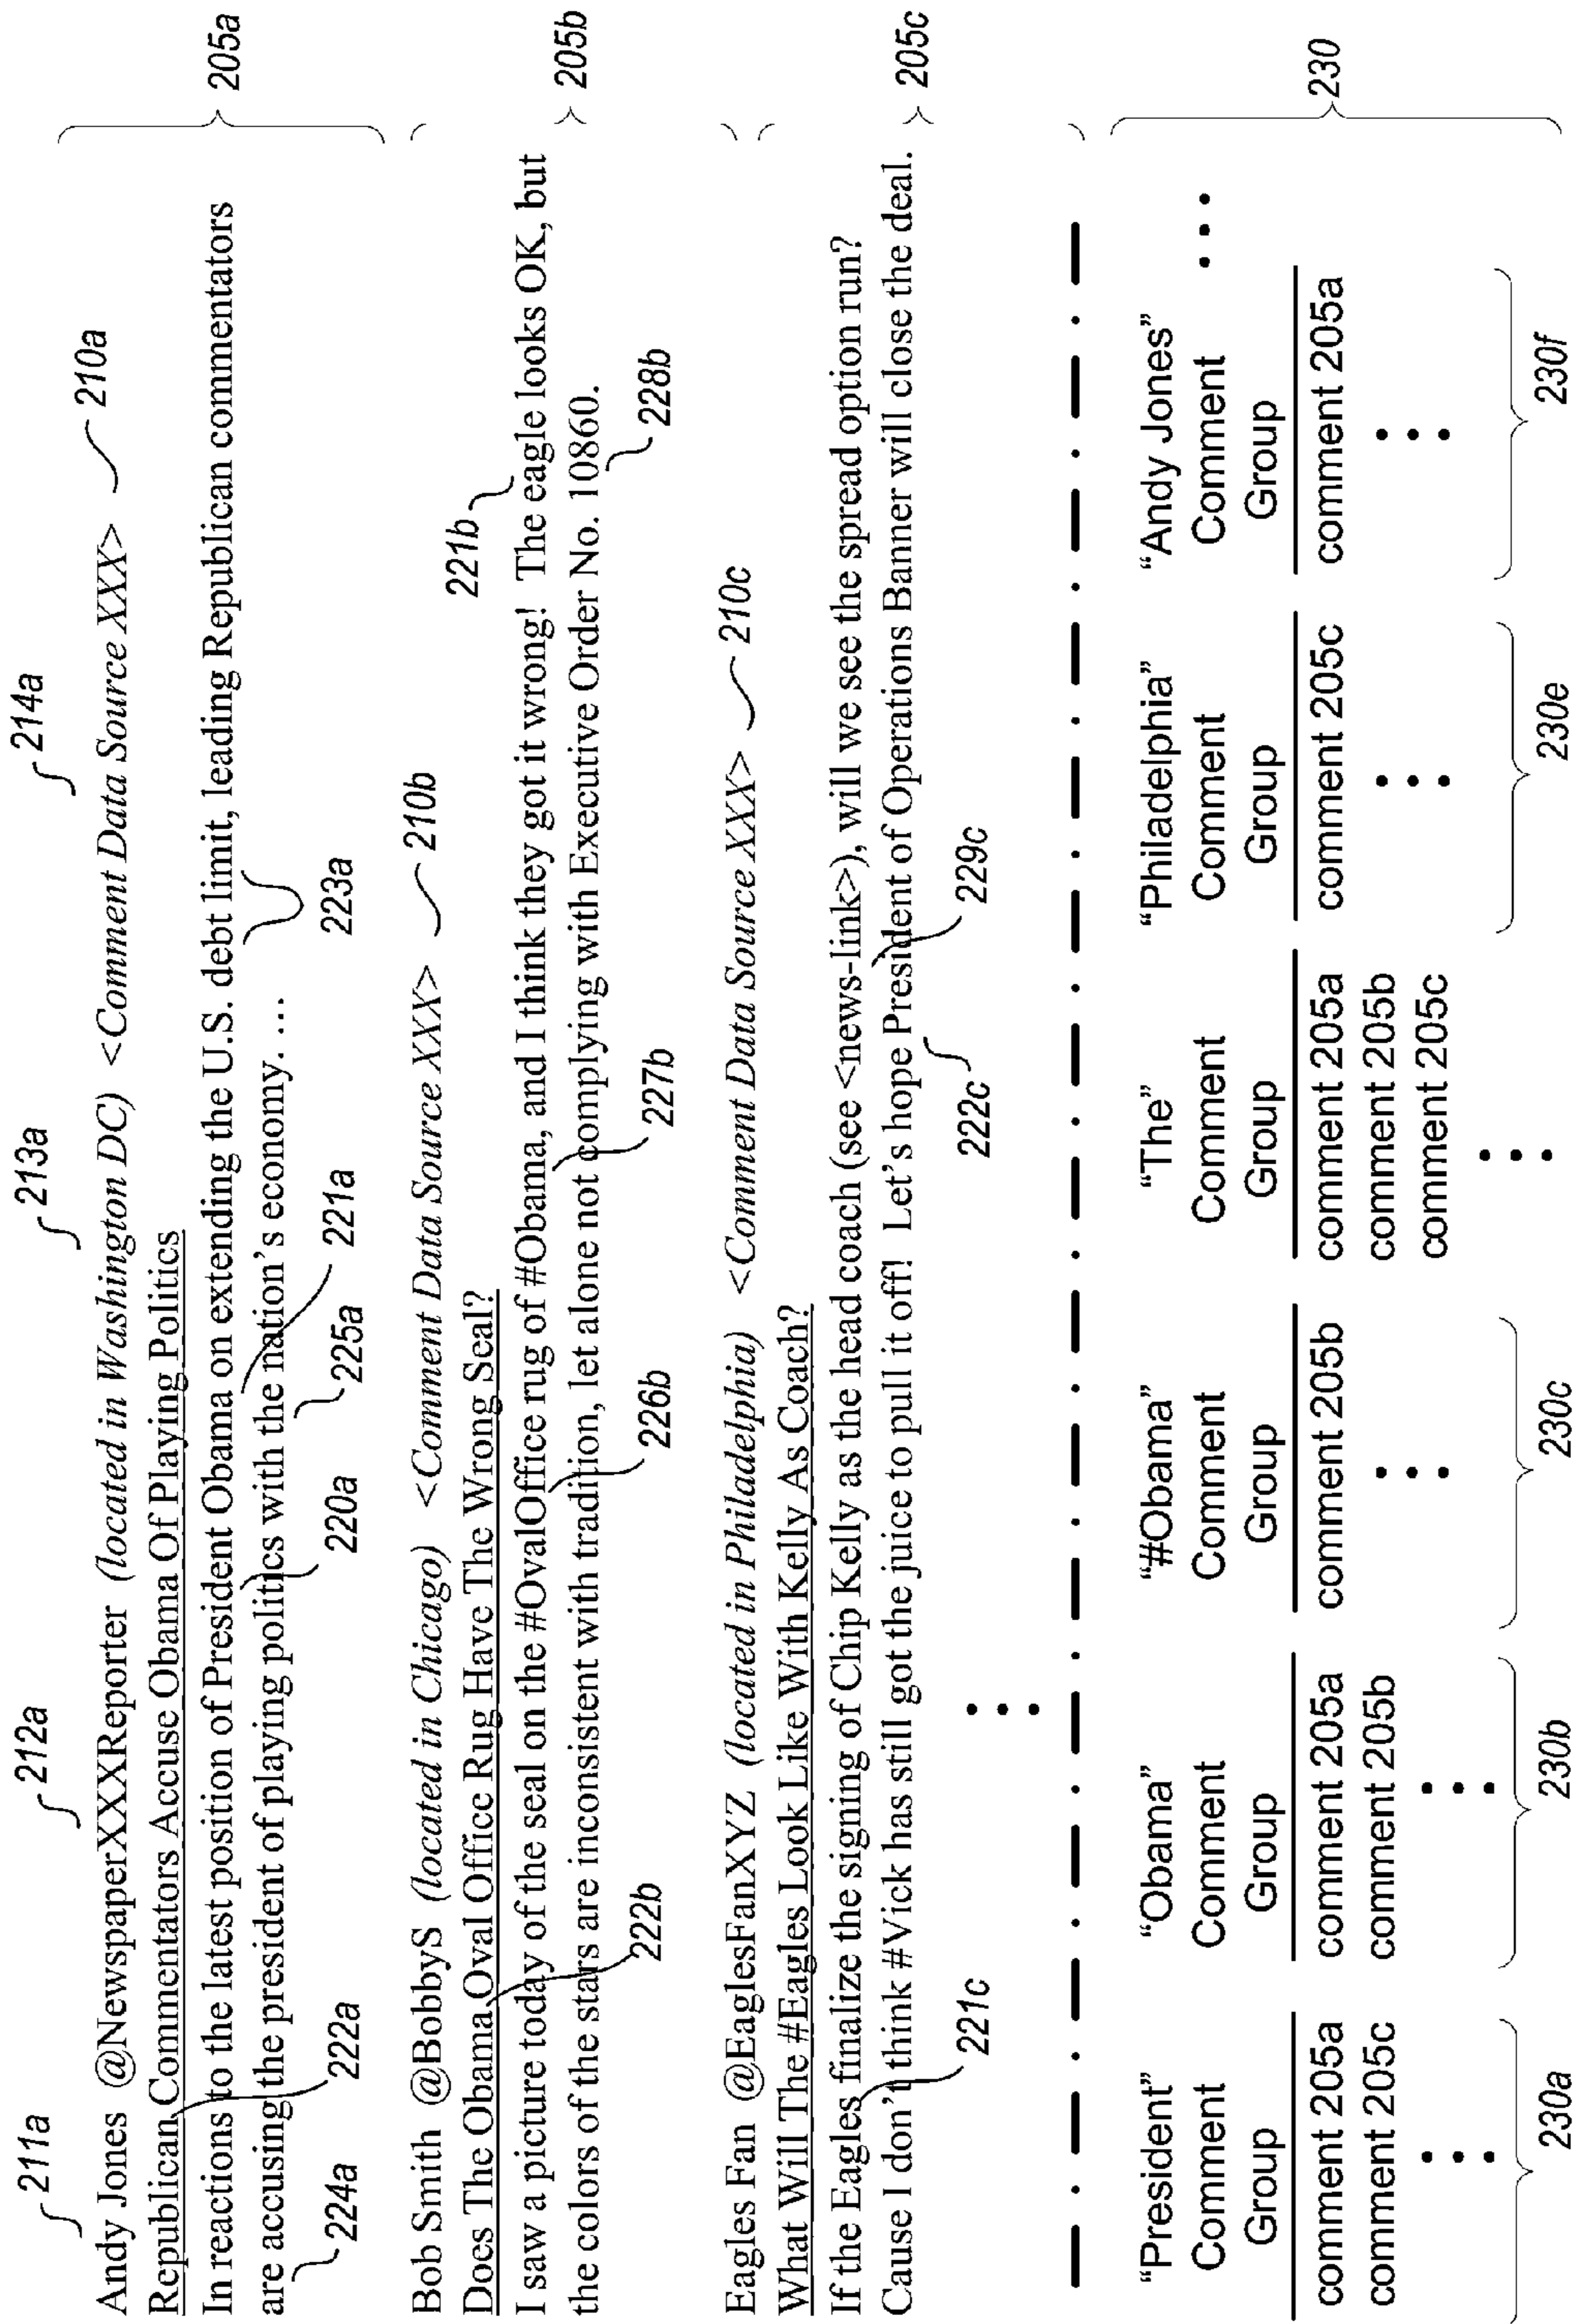 211a 212a 213a 214a
Andy Jones @NewspaperXXXReporter (located in Washington DC) <Comment Data Source XXX> 210a
Republican Commentators Accuse Obama Of Playing Politics
In reactions to the latest position of President Obama on extending the U.S. debt limit, leading Republican commentators
are accusing the president of playing politics with the nation's economy. …
205a
224a 222a 220a 225a 221a 223a
Bob Smith @BobbyS (located in Chicago) <Comment Data Source XXX> 210b
Does The Obama Oval Office Rug Have The Wrong Seal?
221b
I saw a picture today of the seal on the #OvalOffice rug of #Obama, and I think they got it wrong! The eagle looks OK, but
the colors of the stars are inconsistent with tradition, let alone not complying with Executive Order No. 10860.
205b
222b 226b 227b 228b
Eagles Fan @EaglesFanXYZ (located in Philadelphia) <Comment Data Source XXX> 210c
What Will The #Eagles Look Like With Kelly As Coach?
If the Eagles finalize the signing of Chip Kelly as the head coach (see <news-link>), will we see the spread option run?
Cause I don't think #Vick has still got the juice to pull it off! Let's hope President of Operations Banner will close the deal.
205c
221c 222c 229c
“President”
Comment
Group
comment 205a
comment 205c
230a
“Obama”
Comment
Group
comment 205a
comment 205b
230b
“#Obama”
Comment
Group
comment 205b
230c
“The”
Comment
Group
comment 205a
comment 205b
comment 205c
“Philadelphia”
Comment
Group
comment 205c
230e
“Andy Jones”
Comment
Group
comment 205a
230f
230